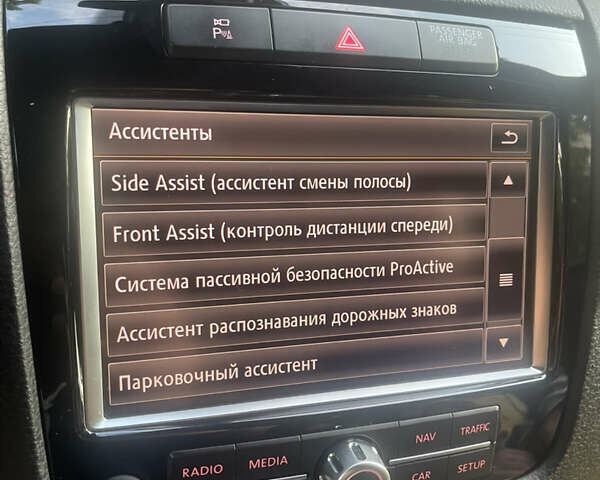 P
PASSENGER
AIR BAG
Ассистенты
Side Assist (ассистент смены полосы)
Front Assist (контроль дистанции спереди)
Система пассивной безопасности ProActive
Ассистент распознавания дорожных знаков
Парковочный ассистент
RADIO MEDIA NAV TRAFFIC
CAR SETUP